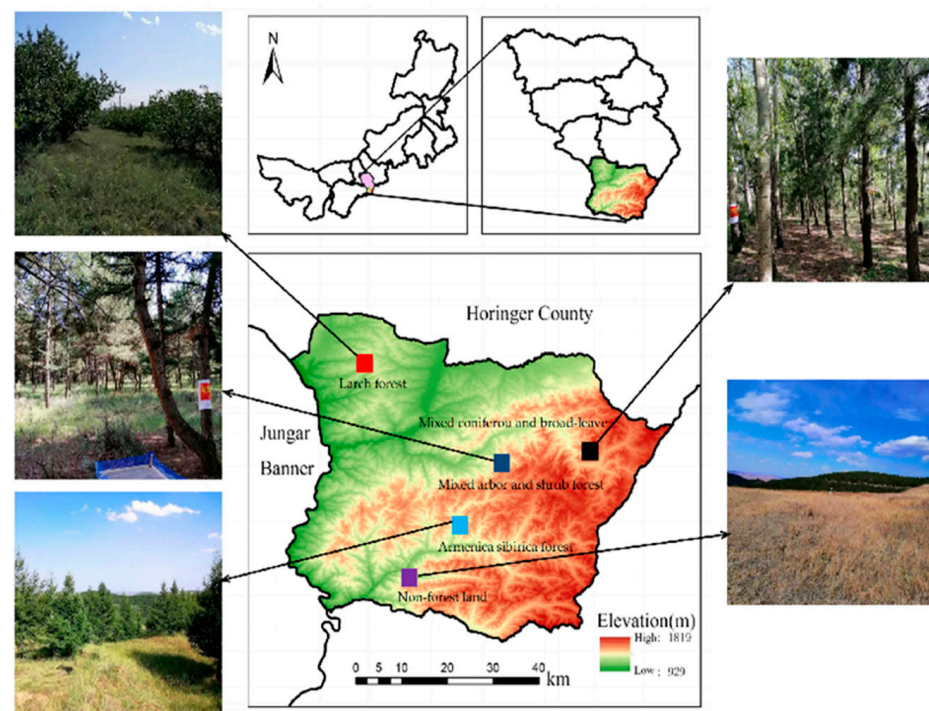 N
Horinger County
Larch forest
Mixed coniferou and broad-leave
Jungar
Banner
Mixed arbor and shrub forest
Armenica sibirica forest
Non-forest land
Elevation(m)
High: 1819
Low : 929
0 5 10 20 30 40
km